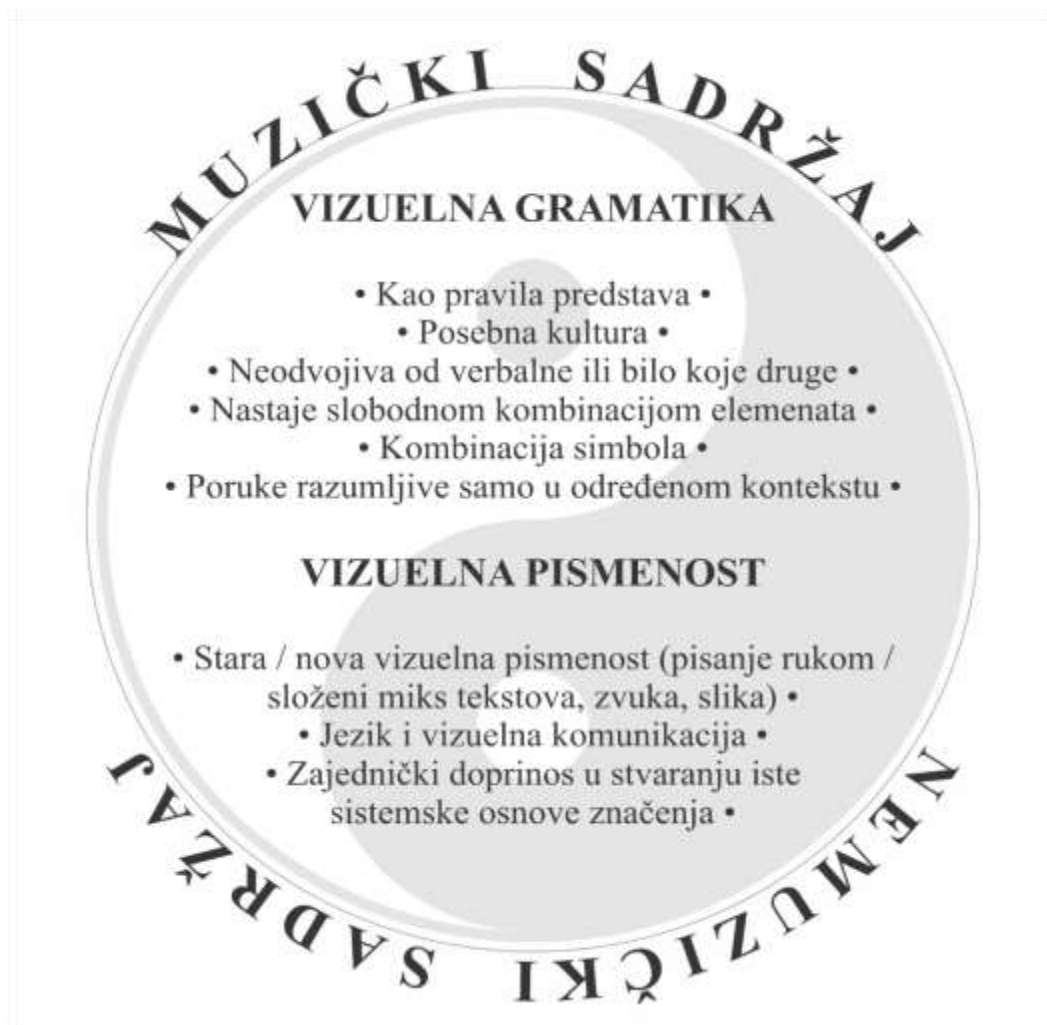 MUZIČKI SADRŽAJ
VIZUELNA GRAMATIKA
• Kao pravila predstava •
• Posebna kultura •
• Neodvojiva od verbalne ili bilo koje druge •
• Nastaje slobodnom kombinacijom elemenata •
• Kombinacija simbola •
• Poruke razumljive samo u određenom kontekstu •
VIZUELNA PISMENOST
• Stara / nova vizuelna pismenost (pisanje rukom /
složeni miks tekstova, zvuka, slika) •
• Jezik i vizuelna komunikacija •
• Zajednički doprinos u stvaranju iste
sistemske osnove značenja •
NEMUZIČKI SADRŽAJ